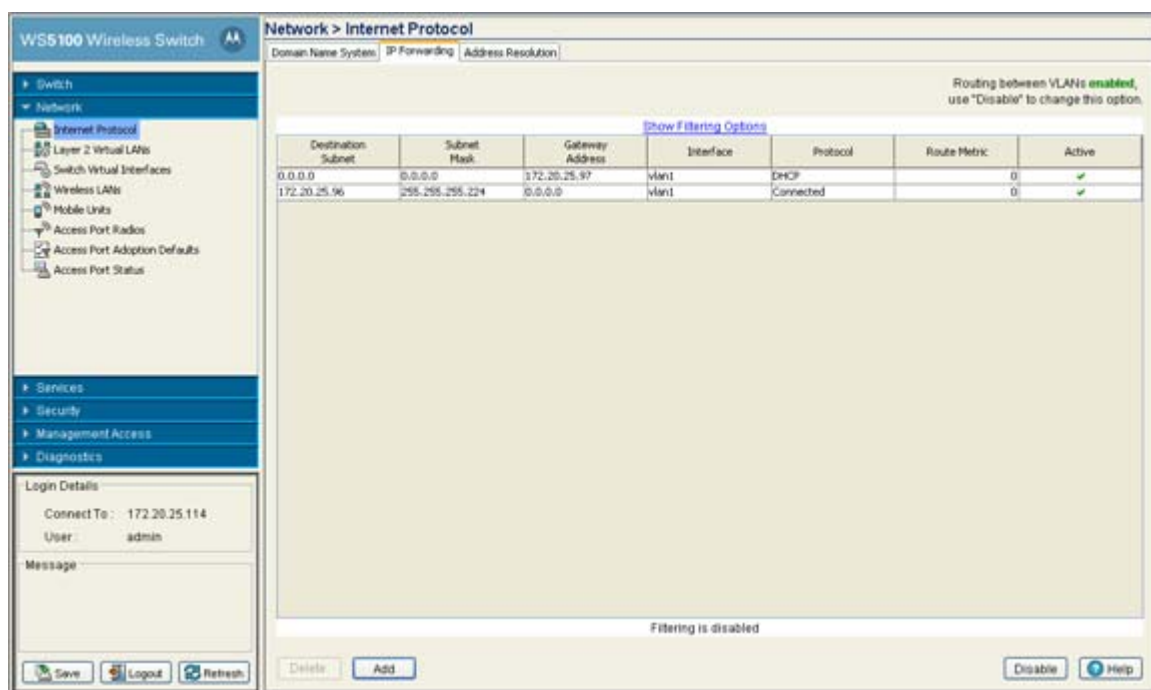 WS5100 Wireless Switch
Switch
Network
Internet Protocol
Layer 2 Virtual LANs
Switch Virtual Interfaces
Wireless LANs
Mobile Units
Access Port Radios
Access Port Adoption Defaults
Access Port Status
Services
Security
Management Access
Diagnostics
Login Details
Connect To : 172.20.25.114
User : admin
Message
Save Logout Refresh
Network > Internet Protocol
Domain Name System IP Forwarding Address Resolution
Routing between VLANs enabled,
use "Disable" to change this option.
Show Filtering Options
Destination Subnet Subnet Mask Gateway Address Interface Protocol Route Metric Active
0.0.0.0 0.0.0.0 172.20.25.97 vlan1 DHCP 0
172.20.25.96 255.255.255.224 0.0.0.0 vlan1 Connected 0
Filtering is disabled
Delete Add Disable Help